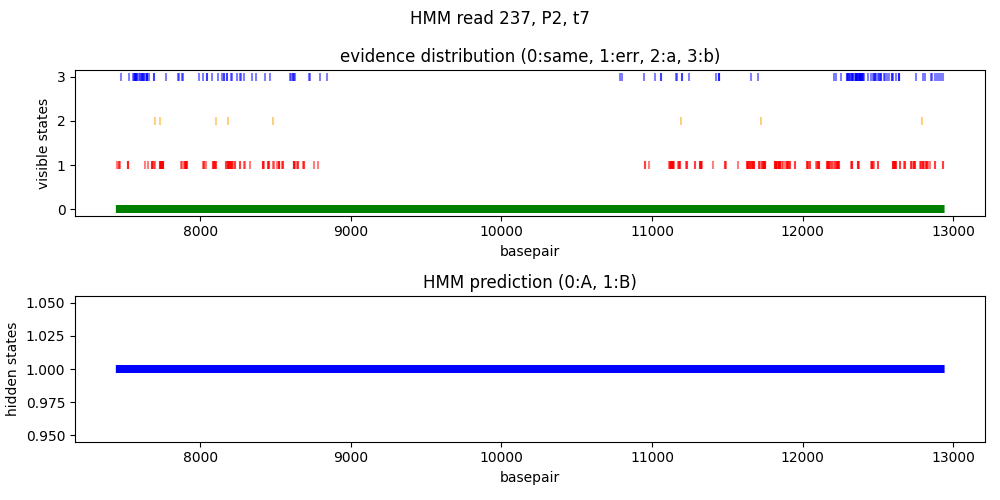 HMM read 237, P2, t7
evidence distribution (0:same, 1:err, 2:a, 3:b)
visible states
3
2
1
0
8000 9000 10000 11000 12000 13000
basepair
HMM prediction (0:A, 1:B)
hidden states
1.050
1.025
1.000
0.975
0.950
8000 9000 10000 11000 12000 13000
basepair